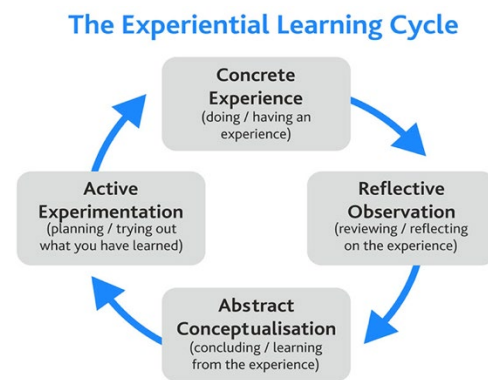 The Experiential Learning Cycle
Concrete
Experience
(doing / having an
experience)
Reflective
Observation
(reviewing / reflecting
on the experience)
Abstract
Conceptualisation
(concluding / learning
from the experience)
Active
Experimentation
(planning / trying out
what you have learned)